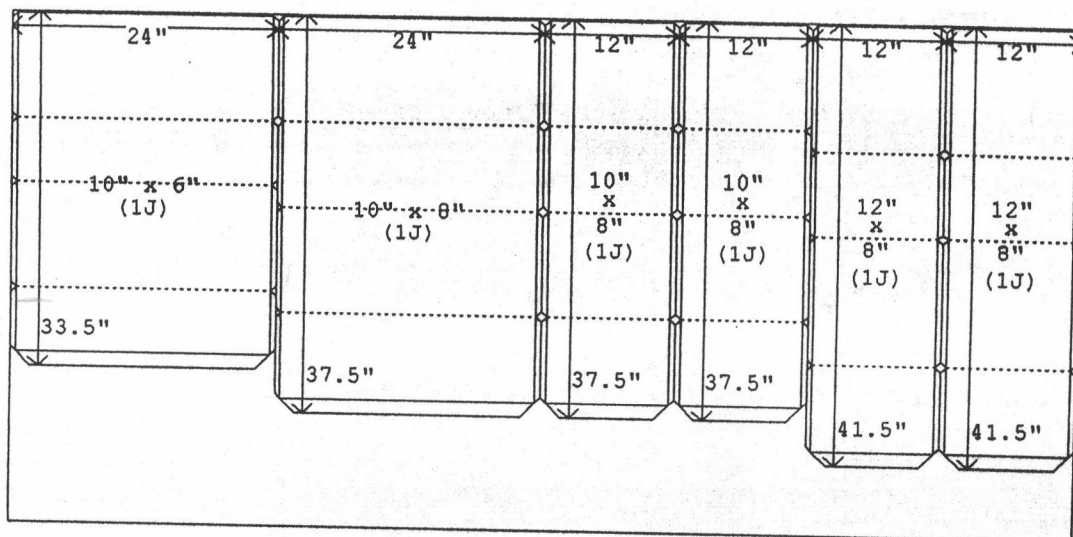 24"
24"
12"
12"
12"
12"
10" x 6"
(1J)
10" x 8"
(1J)
10"
x
8"
(1J)
10"
x
8"
(1J)
12"
x
8"
(1J)
12"
x
8"
(1J)
33.5"
37.5"
37.5"
37.5"
41.5"
41.5"